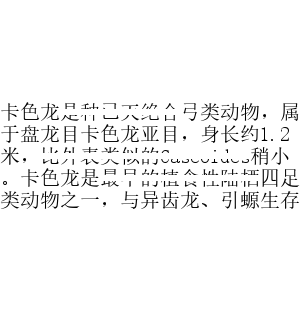 卡色龙是种已灭绝合弓类动物，属
于盘龙目卡色龙亚目，身长约1.2
米，比外表类似的Caseoides稍小
。卡色龙是最早的植食性陆栖四足
类动物之一，与异齿龙、引螈生存